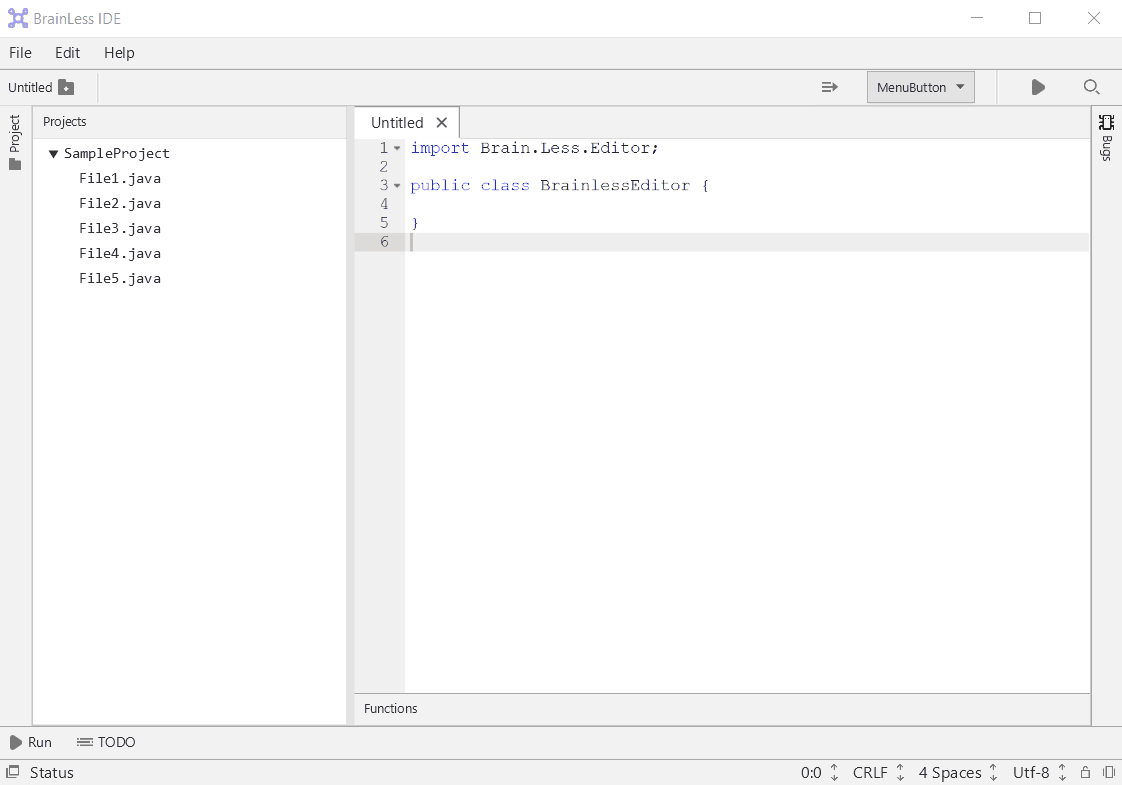 BrainLess IDE
File Edit Help
Untitled MenuButton
Project
Projects
SampleProject
File1.java
File2.java
File3.java
File4.java
File5.java
Untitled
1 import Brain.Less.Editor;
2
3 public class BrainlessEditor {
4
5 }
6
Functions
Bugs
Run TODO
Status 0:0 CRLF 4 Spaces Utf-8